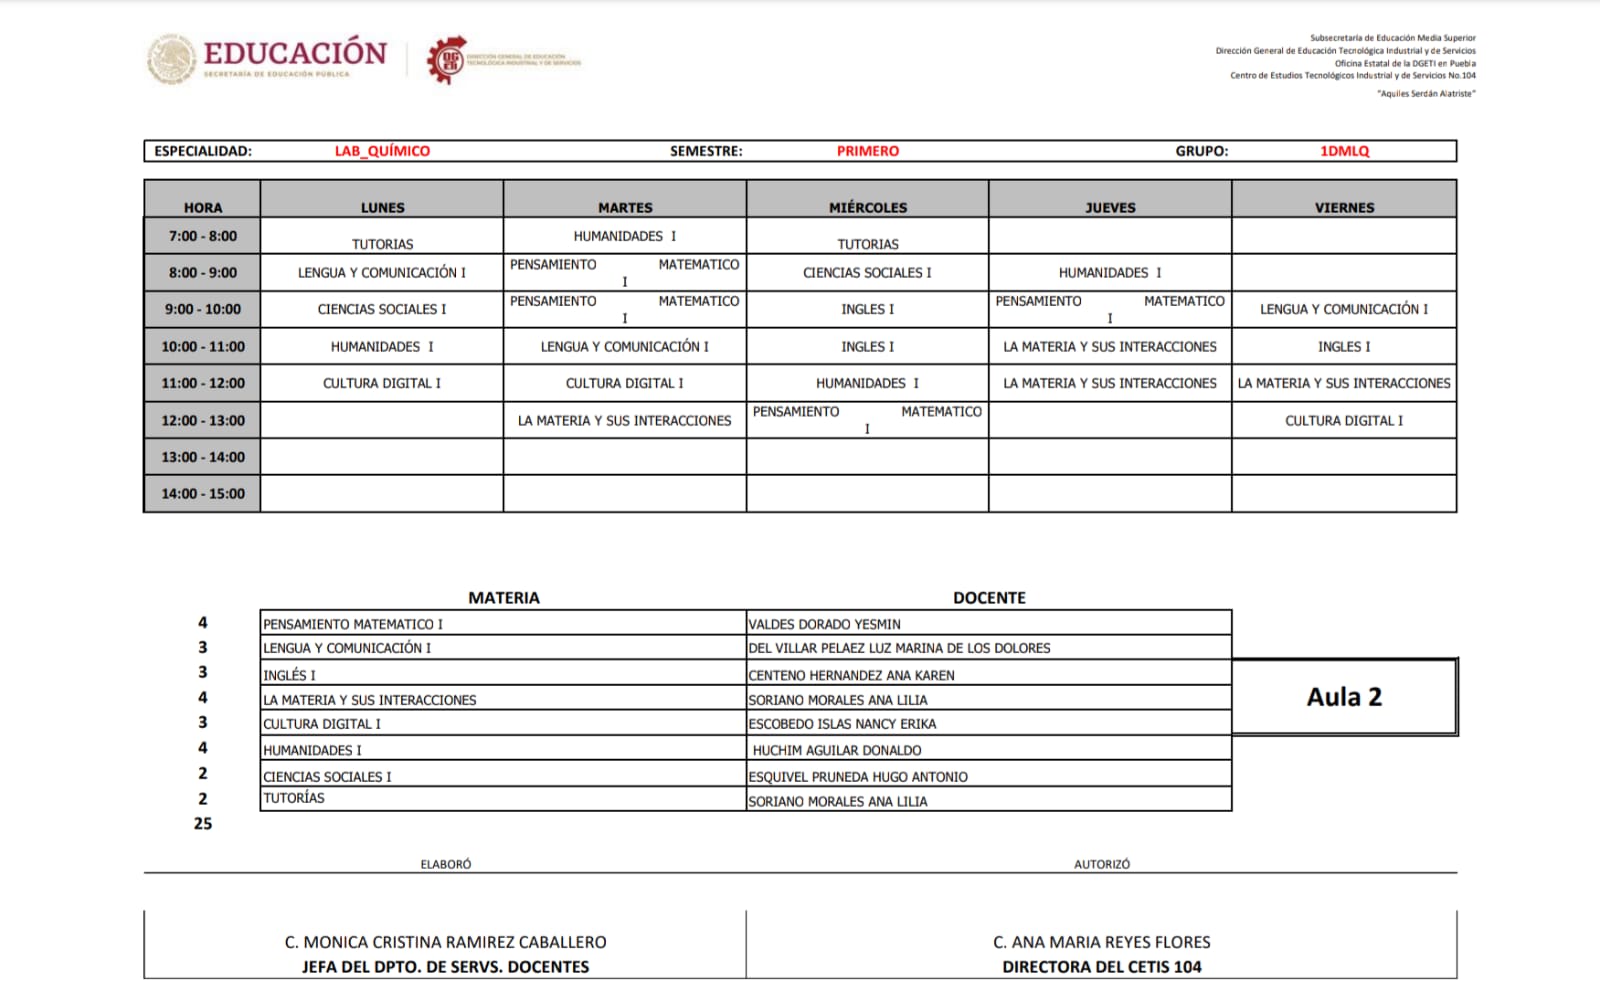 EDUCACIÓN
SECRETARÍA DE EDUCACIÓN PÚBLICA
DIRECCIÓN GENERAL DE EDUCACIÓN
TECNOLÓGICA INDUSTRIAL Y DE SERVICIOS
Subsecretaría de Educación Media Superior
Dirección General de Educación Tecnológica Industrial y de Servicios
Oficina Estatal de la DGETI en Puebla
Centro de Estudios Tecnológicos Industrial y de Servicios No.104
"Aquiles Serdán Alatriste"
ESPECIALIDAD: LAB_QUÍMICO SEMESTRE: PRIMERO GRUPO: 1DMLQ
HORA LUNES MARTES MIÉRCOLES JUEVES VIERNES
7:00 - 8:00 TUTORIAS HUMANIDADES I TUTORIAS
8:00 - 9:00 LENGUA Y COMUNICACIÓN I PENSAMIENTO MATEMATICO I CIENCIAS SOCIALES I HUMANIDADES I
9:00 - 10:00 CIENCIAS SOCIALES I PENSAMIENTO MATEMATICO I INGLES I PENSAMIENTO MATEMATICO I LENGUA Y COMUNICACIÓN I
10:00 - 11:00 HUMANIDADES I LENGUA Y COMUNICACIÓN I INGLES I LA MATERIA Y SUS INTERACCIONES INGLES I
11:00 - 12:00 CULTURA DIGITAL I CULTURA DIGITAL I HUMANIDADES I LA MATERIA Y SUS INTERACCIONES LA MATERIA Y SUS INTERACCIONES
12:00 - 13:00 LA MATERIA Y SUS INTERACCIONES PENSAMIENTO MATEMATICO I CULTURA DIGITAL I
13:00 - 14:00
14:00 - 15:00
MATERIA DOCENTE
4 PENSAMIENTO MATEMATICO I VALDES DORADO YESMIN
3 LENGUA Y COMUNICACIÓN I DEL VILLAR PELAEZ LUZ MARINA DE LOS DOLORES
3 INGLÉS I CENTENO HERNANDEZ ANA KAREN
4 LA MATERIA Y SUS INTERACCIONES SORIANO MORALES ANA LILIA
3 CULTURA DIGITAL I ESCOBEDO ISLAS NANCY ERIKA
4 HUMANIDADES I HUCHIM AGUILAR DONALDO
2 CIENCIAS SOCIALES I ESQUIVEL PRUNEDA HUGO ANTONIO
2 TUTORÍAS SORIANO MORALES ANA LILIA
25
Aula 2
ELABORÓ AUTORIZÓ
C. MONICA CRISTINA RAMIREZ CABALLERO C. ANA MARIA REYES FLORES
JEFA DEL DPTO. DE SERVS. DOCENTES DIRECTORA DEL CETIS 104